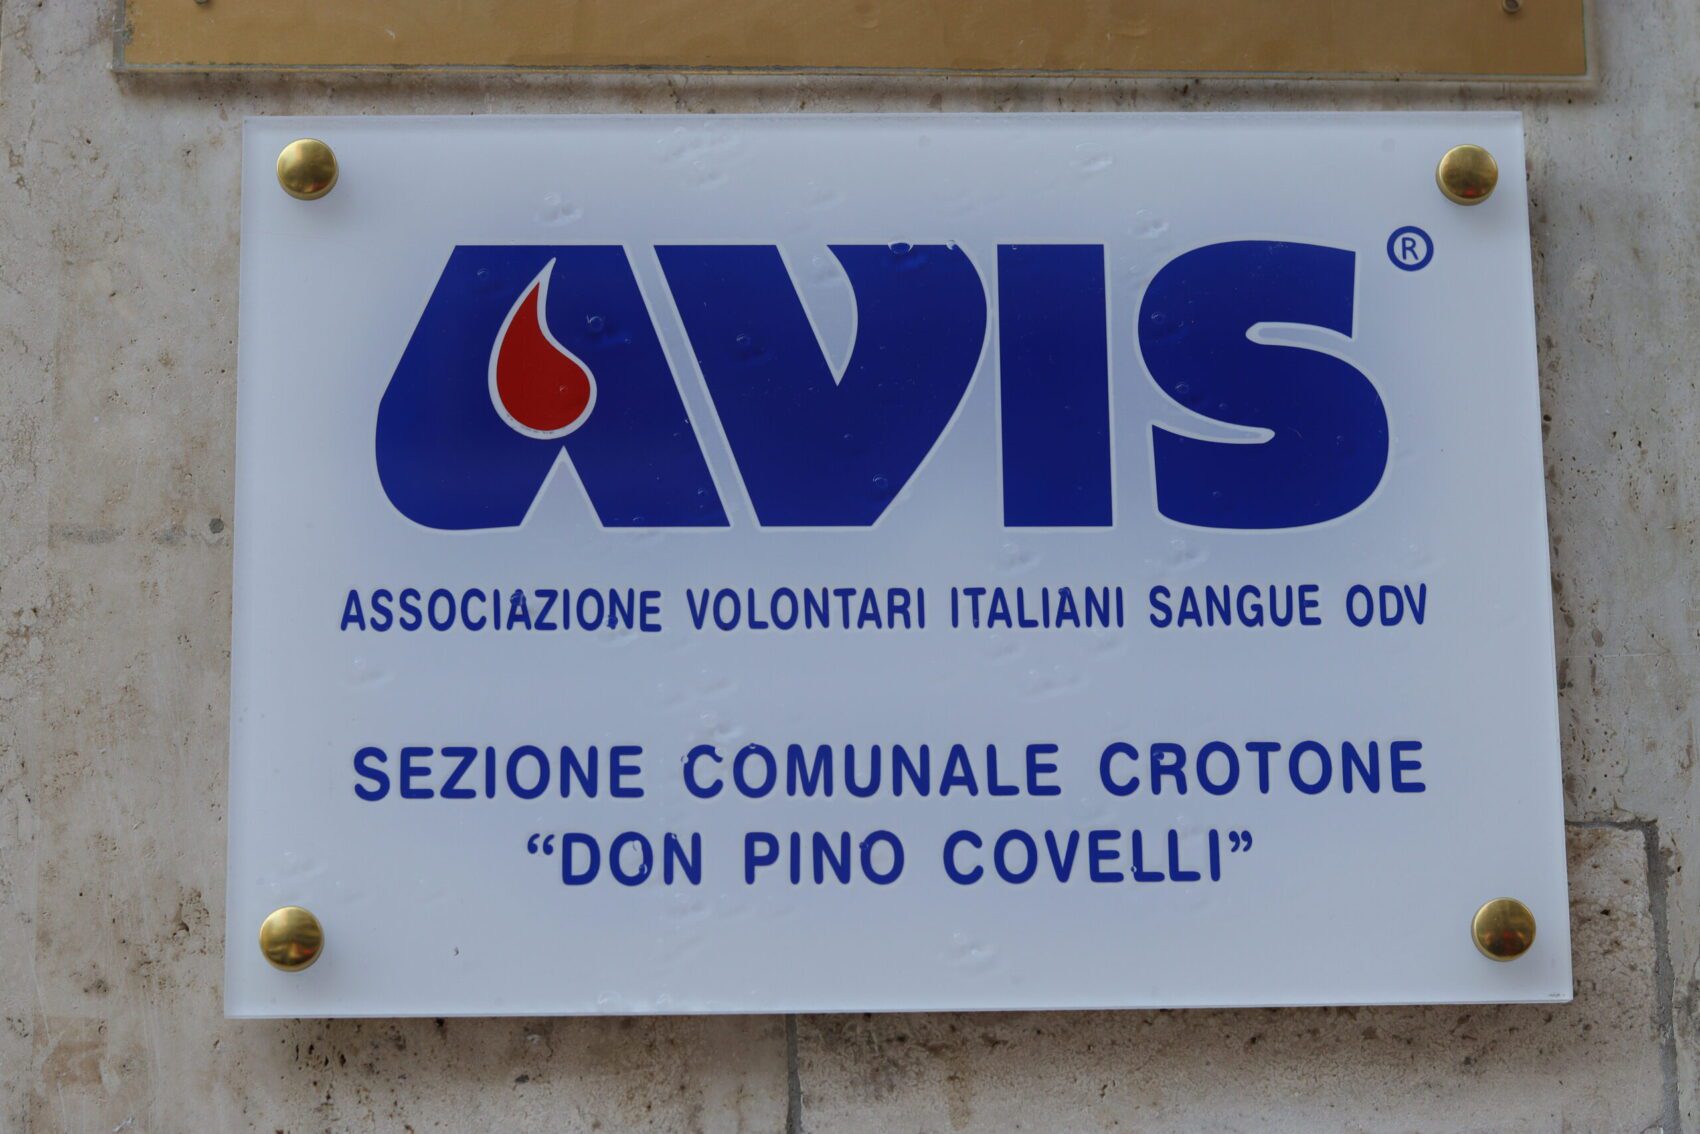 AVIS®
ASSOCIAZIONE VOLONTARI ITALIANI SANGUE ODV
SEZIONE COMUNALE CROTONE
“DON PINO COVELLI”